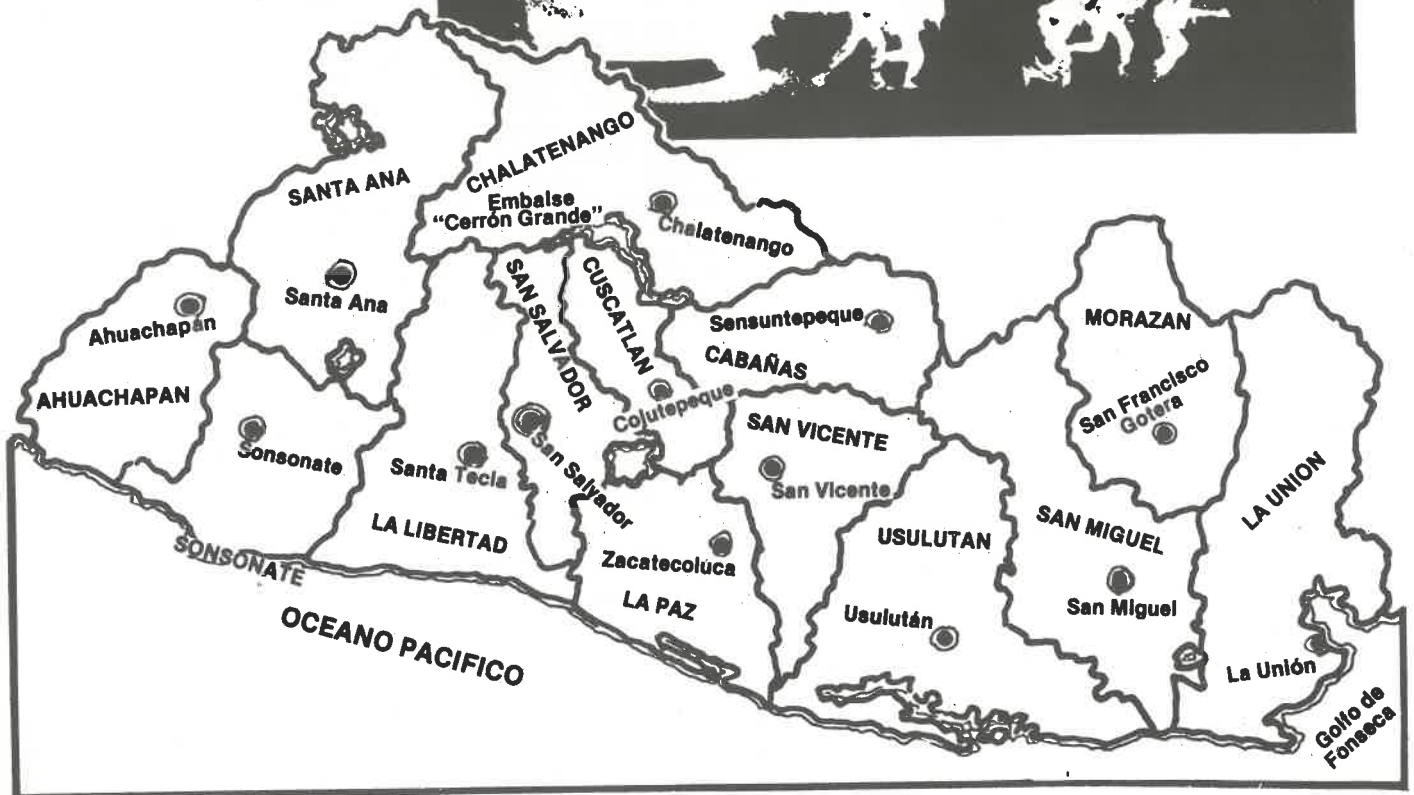 CHALATENANGO
SANTA ANA
Embalse
“Cerrón Grande”
Chalatenango
Santa Ana
SAN SALVADOR
CUSCATLAN
Ahuachapán
Sensuntepeque
MORAZAN
CABAÑAS
AHUACHAPAN
San Francisco
Gotera
Cojutepeque
SAN VICENTE
Sonsonate
Santa Tecla
San Salvador
San Vicente
LA UNION
LA LIBERTAD
USULUTAN
SAN MIGUEL
SONSONATE
Zacatecoluca
LA PAZ
Usulután
San Miguel
OCEANO PACIFICO
La Unión
Golfo de
Fonseca